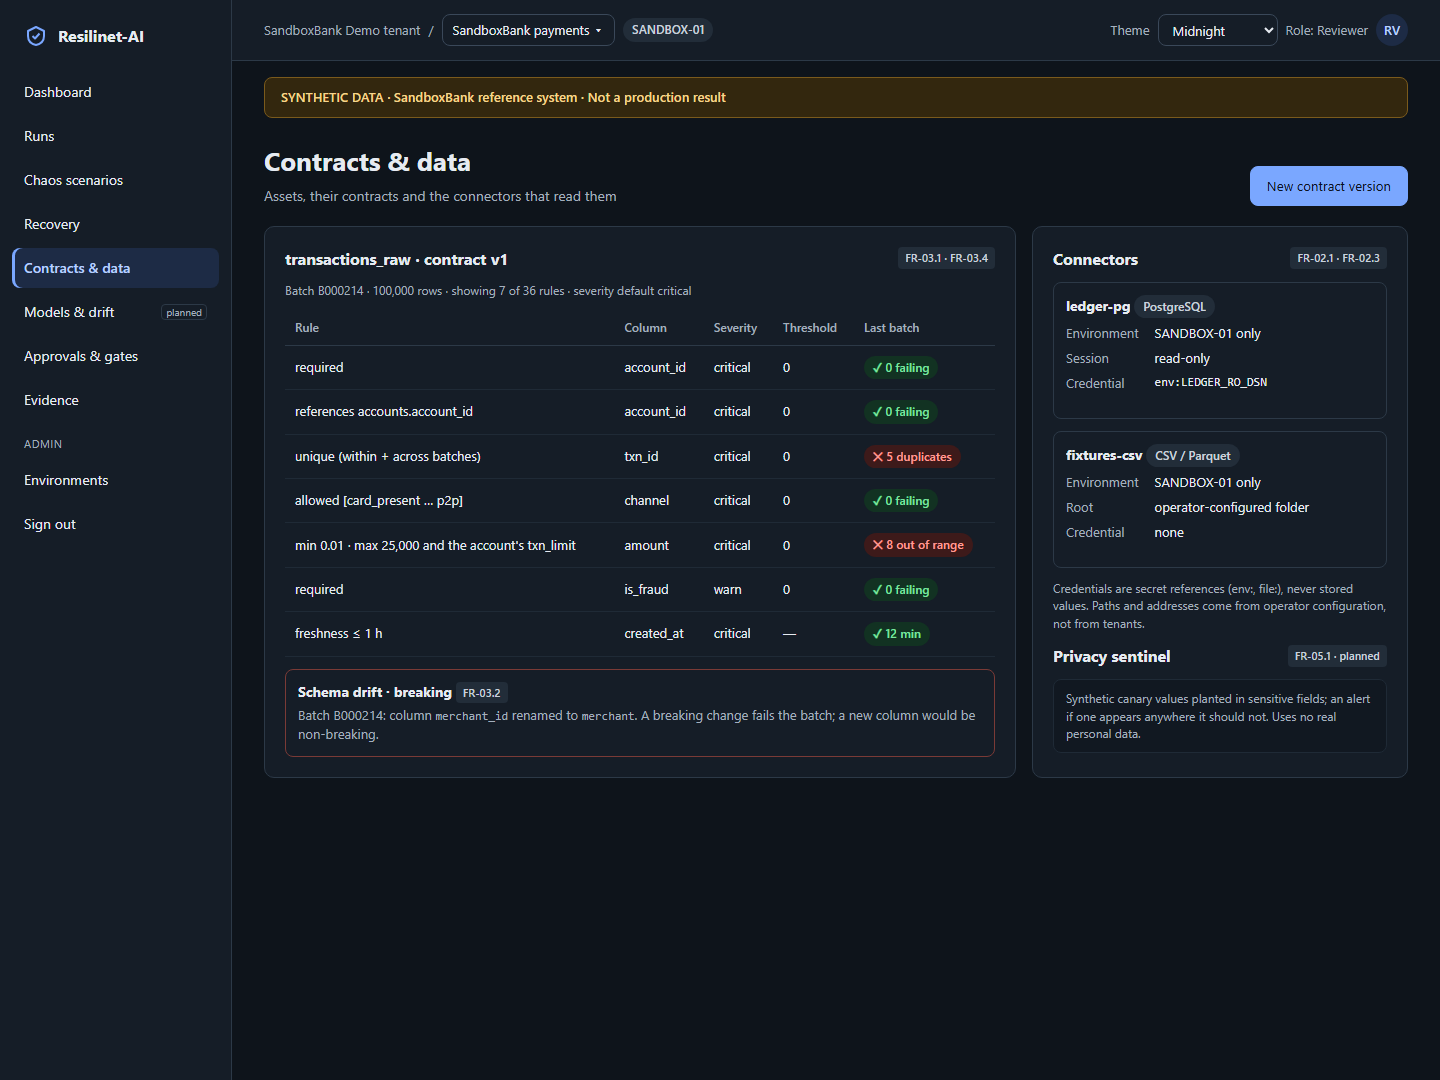 Resilinet-AI
SandboxBank Demo tenant / SandboxBank payments SANDBOX-01
Theme Midnight Role: Reviewer RV
Dashboard
Runs
Chaos scenarios
Recovery
Contracts & data
Models & drift planned
Approvals & gates
Evidence
ADMIN
Environments
Sign out
SYNTHETIC DATA · SandboxBank reference system · Not a production result
Contracts & data
Assets, their contracts and the connectors that read them
New contract version
transactions_raw · contract v1 FR-03.1 · FR-03.4
Batch B000214 · 100,000 rows · showing 7 of 36 rules · severity default critical
Rule Column Severity Threshold Last batch
required account_id critical 0 ✓ 0 failing
references accounts.account_id account_id critical 0 ✓ 0 failing
unique (within + across batches) txn_id critical 0 ✕ 5 duplicates
allowed [card_present … p2p] channel critical 0 ✓ 0 failing
min 0.01 · max 25,000 and the account's txn_limit amount critical 0 ✕ 8 out of range
required is_fraud warn 0 ✓ 0 failing
freshness ≤ 1 h created_at critical — ✓ 12 min
Schema drift · breaking FR-03.2
Batch B000214: column merchant_id renamed to merchant. A breaking change fails the batch; a new column would be
non-breaking.
Connectors FR-02.1 · FR-02.3
ledger-pg PostgreSQL
Environment SANDBOX-01 only
Session read-only
Credential env:LEDGER_RO_DSN
fixtures-csv CSV / Parquet
Environment SANDBOX-01 only
Root operator-configured folder
Credential none
Credentials are secret references (env:, file:), never stored
values. Paths and addresses come from operator configuration,
not from tenants.
Privacy sentinel FR-05.1 · planned
Synthetic canary values planted in sensitive fields; an alert
if one appears anywhere it should not. Uses no real
personal data.